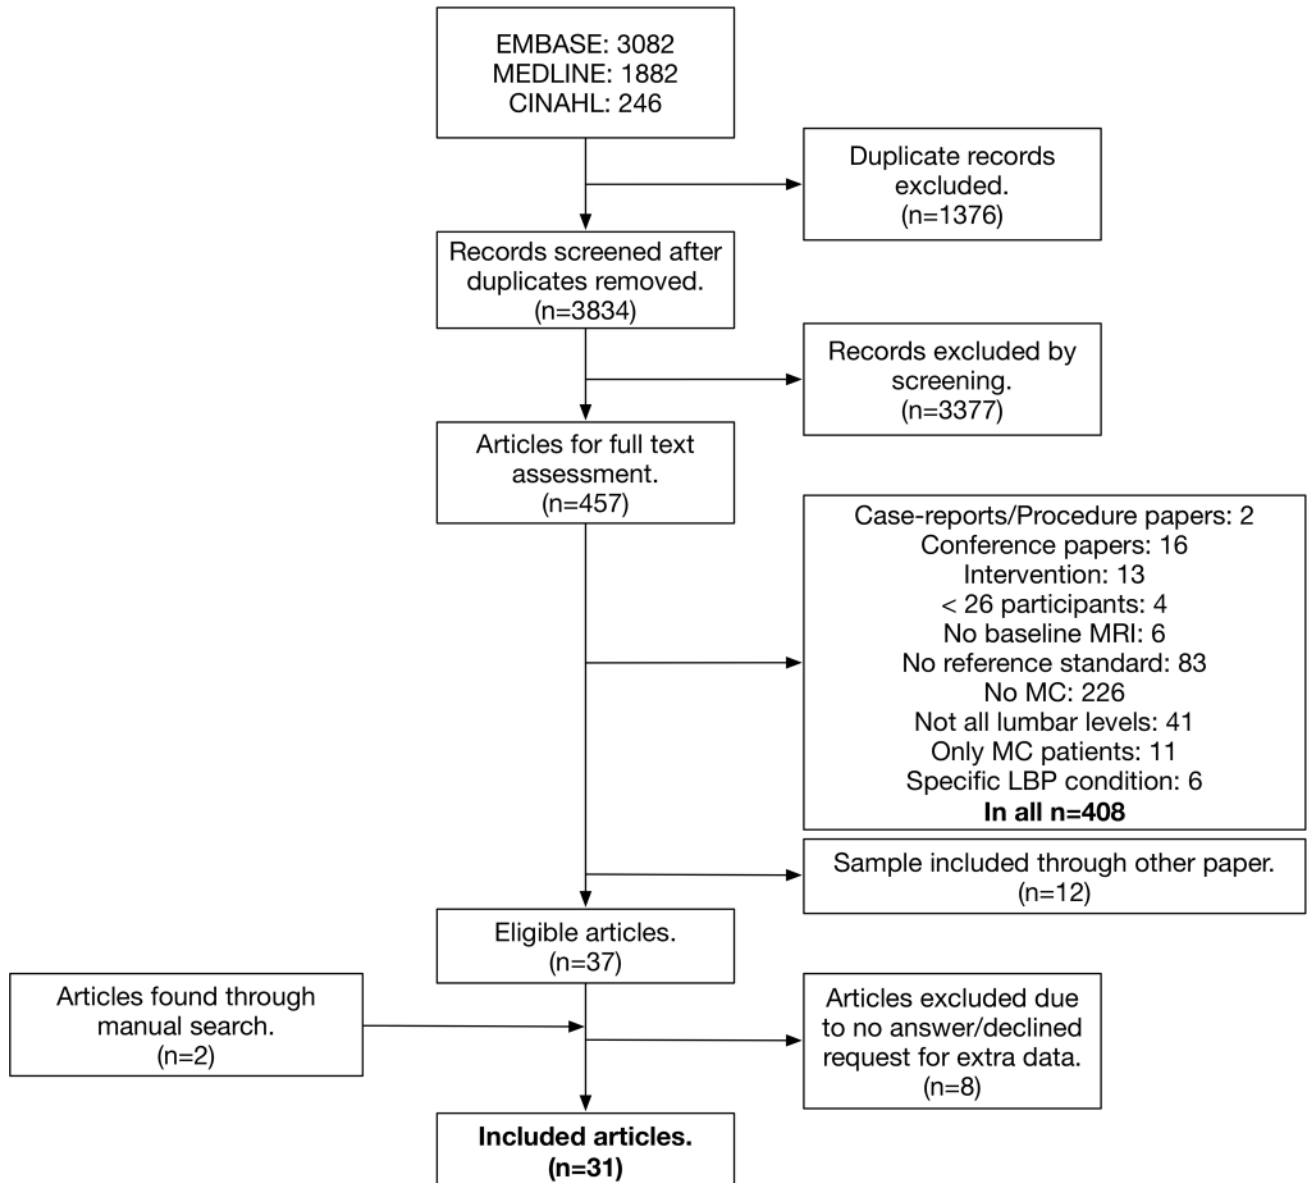 EMBASE: 3082
MEDLINE: 1882
CINAHL: 246
Duplicate records
excluded.
(n=1376)
Records screened after
duplicates removed.
(n=3834)
Records excluded by
screening.
(n=3377)
Articles for full text
assessment.
(n=457)
Case-reports/Procedure papers: 2
Conference papers: 16
Intervention: 13
< 26 participants: 4
No baseline MRI: 6
No reference standard: 83
No MC: 226
Not all lumbar levels: 41
Only MC patients: 11
Specific LBP condition: 6
In all n=408
Sample included through other paper.
(n=12)
Eligible articles.
(n=37)
Articles found through
manual search.
(n=2)
Articles excluded due
to no answer/declined
request for extra data.
(n=8)
Included articles.
(n=31)